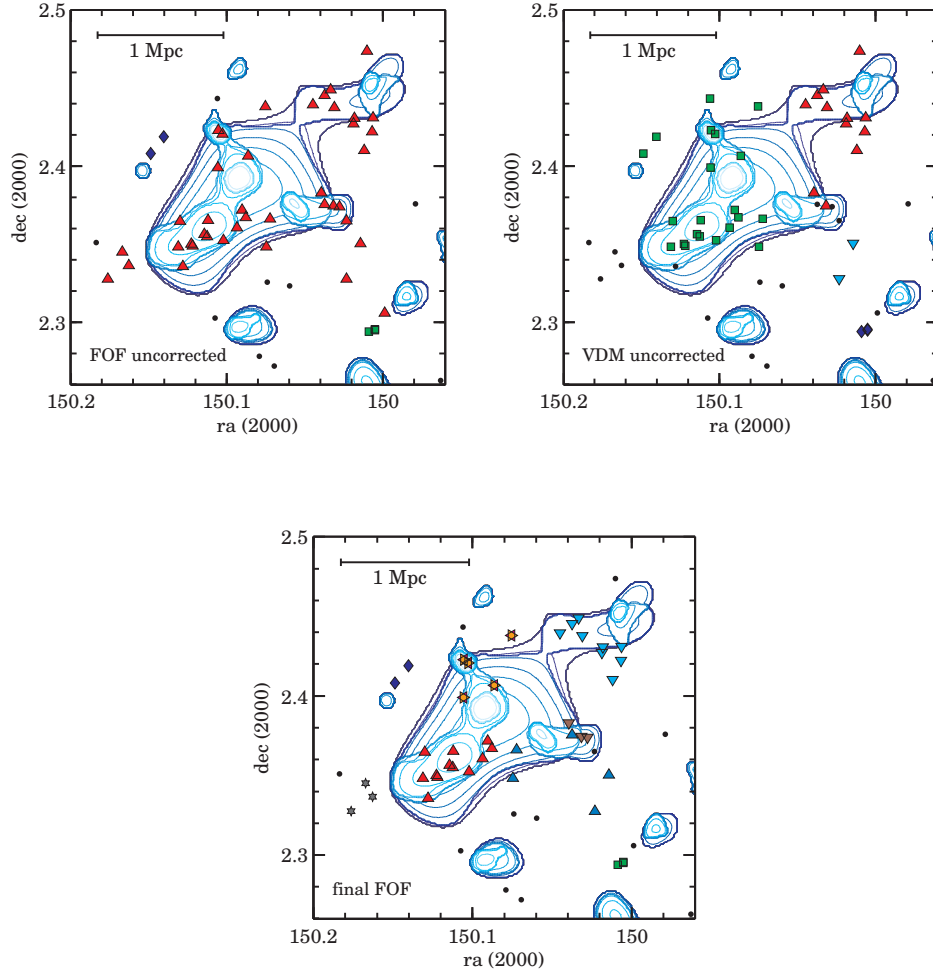 2.5
1 Mpc
2.4
dec (2000)
2.3
FOF uncorrected
150.2
150.1
150
ra (2000)
2.5
1 Mpc
2.4
dec (2000)
2.3
VDM uncorrected
150.2
150.1
150
ra (2000)
2.5
1 Mpc
2.4
dec (2000)
2.3
final FOF
150.2
150.1
150
ra (2000)